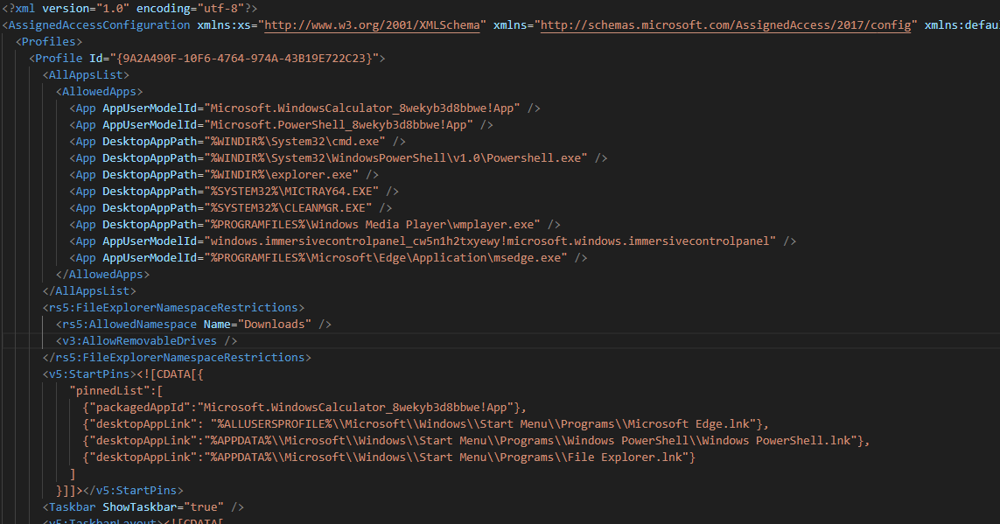 <?xml version="1.0" encoding="utf-8"?>
<AssignedAccessConfiguration xmlns:xs="http://www.w3.org/2001/XMLSchema" xmlns="http://schemas.microsoft.com/AssignedAccess/2017/config" xmlns:defau
<Profiles>
<Profile Id="{9A2A490F-10F6-4764-974A-43B19E722C23}">
<AllAppsList>
<AllowedApps>
<App AppUserModelId="Microsoft.WindowsCalculator_8wekyb3d8bbwe!App" />
<App AppUserModelId="Microsoft.PowerShell_8wekyb3d8bbwe!App" />
<App DesktopAppPath="%WINDIR%\System32\cmd.exe" />
<App DesktopAppPath="%WINDIR%\System32\WindowsPowerShell\v1.0\Powershell.exe" />
<App DesktopAppPath="%WINDIR%\explorer.exe" />
<App DesktopAppPath="%SYSTEM32%\MICTRAY64.EXE" />
<App DesktopAppPath="%SYSTEM32%\CLEANMGR.EXE" />
<App DesktopAppPath="%PROGRAMFILES%\Windows Media Player\wmplayer.exe" />
<App AppUserModelId="windows.immersivecontrolpanel_cw5n1h2txyewy!microsoft.windows.immersivecontrolpanel" />
<App AppUserModelId="%PROGRAMFILES%\Microsoft\Edge\Application\msedge.exe" />
</AllowedApps>
</AllAppsList>
<rs5:FileExplorerNamespaceRestrictions>
<rs5:AllowedNamespace Name="Downloads" />
<v3:AllowRemovableDrives />
</rs5:FileExplorerNamespaceRestrictions>
<v5:StartPins><![CDATA[{
"pinnedList":[
{"packagedAppId":"Microsoft.WindowsCalculator_8wekyb3d8bbwe!App"},
{"desktopAppLink": "%ALLUSERSPROFILE%\\Microsoft\\Windows\\Start Menu\\Programs\\Microsoft Edge.lnk"},
{"desktopAppLink":"%APPDATA%\\Microsoft\\Windows\\Start Menu\\Programs\\Windows PowerShell\\Windows PowerShell.lnk"},
{"desktopAppLink":"%APPDATA%\\Microsoft\\Windows\\Start Menu\\Programs\\File Explorer.lnk"}
]
}]]></v5:StartPins>
<Taskbar ShowTaskbar="true" />
<v5:TaskbarLayout><![CDATA[